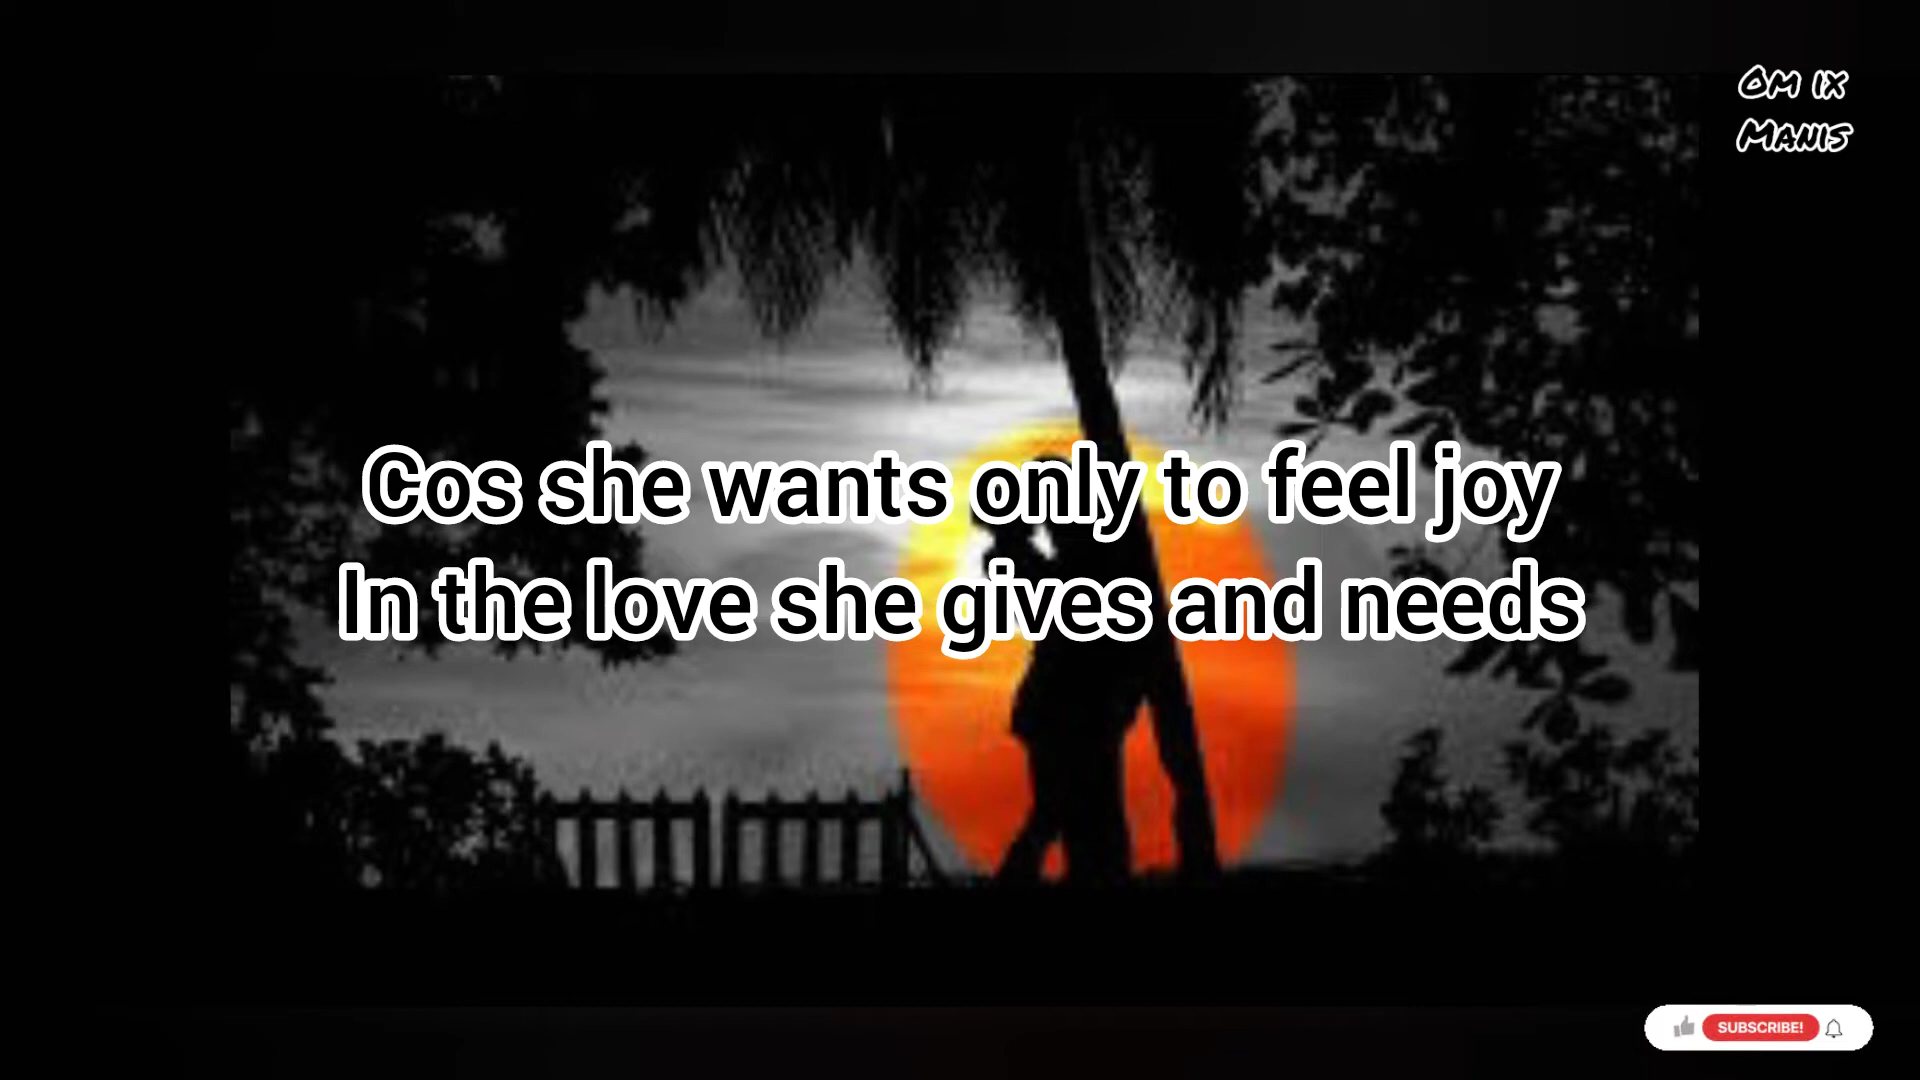 Om ix
Manis
Cos she wants only to feel joy
In the love she gives and needs
SUBSCRIBE!